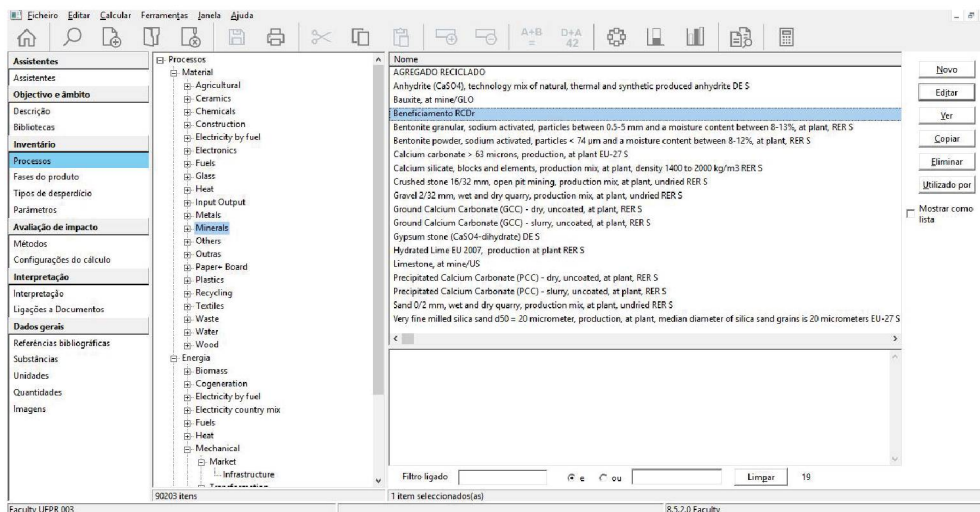 Ficheiro Editar Calcular Ferramentas Janela Ajuda
A+B
=
D+A
42
Assistentes
Assistentes
Objectivo e âmbito
Descrição
Bibliotecas
Inventário
Processos
Fases do produto
Tipos de desperdício
Parâmetros
Avaliação de impacto
Métodos
Configurações do cálculo
Interpretação
Interpretação
Ligações a Documentos
Dados gerais
Referências bibliográficas
Substâncias
Unidades
Quantidades
Imagens
Processos
Material
Agricultural
Ceramics
Chemicals
Construction
Electricity by fuel
Electronics
Fuels
Glass
Heat
Input Output
Metals
Minerals
Others
Outras
Paper+ Board
Plastics
Recycling
Textiles
Waste
Water
Wood
Energia
Biomass
Cogeneration
Electricity by fuel
Electricity country mix
Fuels
Heat
Mechanical
Market
Infrastructure
Transformation
90203 itens
Nome
AGREGADO RECICLADO
Anhydrite (CaSO4), technology mix of natural, thermal and synthetic produced anhydrite DE S
Bauxite, at mine/GLO
Beneficiamento RCDr
Bentonite granular, sodium activated, particles between 0.5-5 mm and a moisture content between 8-13%, at plant, RER S
Bentonite powder, sodium activated, particles < 74 µm and a moisture content between 8-12%, at plant, RER S
Calcium carbonate > 63 microns, production, at plant EU-27 S
Calcium silicate, blocks and elements, production mix, at plant, density 1400 to 2000 kg/m3 RER S
Crushed stone 16/32 mm, open pit mining, production mix, at plant, undried RER S
Gravel 2/32 mm, wet and dry quarry, production mix, at plant, undried RER S
Ground Calcium Carbonate (GCC) - dry, uncoated, at plant, RER S
Ground Calcium Carbonate (GCC) - slurry, uncoated, at plant, RER S
Gypsum stone (CaSO4-dihydrate) DE S
Hydrated Lime EU 2007, production at plant RER S
Limestone, at mine/US
Precipitated Calcium Carbonate (PCC) - dry, uncoated, at plant, RER S
Precipitated Calcium Carbonate (PCC) - slurry, uncoated, at plant, RER S
Sand 0/2 mm, wet and dry quarry, production mix, at plant, undried RER S
Very fine milled silica sand d50 = 20 micrometer, production, at plant, median diameter of silica sand grains is 20 micrometers EU-27 S
Filtro ligado e ou Limpar 19
1 item seleccionados(as)
Novo
Editar
Ver
Copiar
Eliminar
Utilizado por
Mostrar como
lista
Faculty UFPR 003
8.5.2.0 Faculty